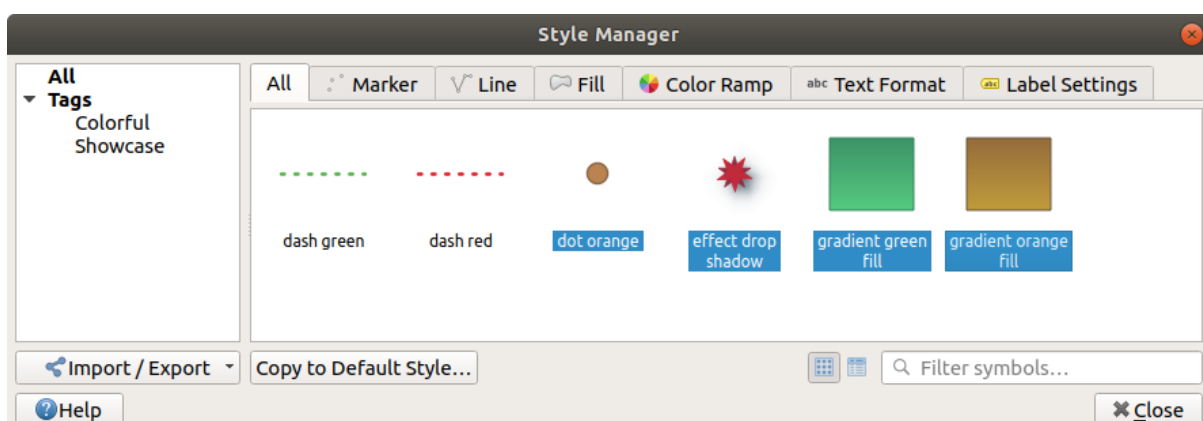 Style Manager
All
Tags
Colorful
Showcase
All Marker Line Fill Color Ramp abc Text Format abc Label Settings
dash green dash red dot orange effect drop shadow gradient green fill gradient orange fill
Import / Export Copy to Default Style... Filter symbols...
?Help Close